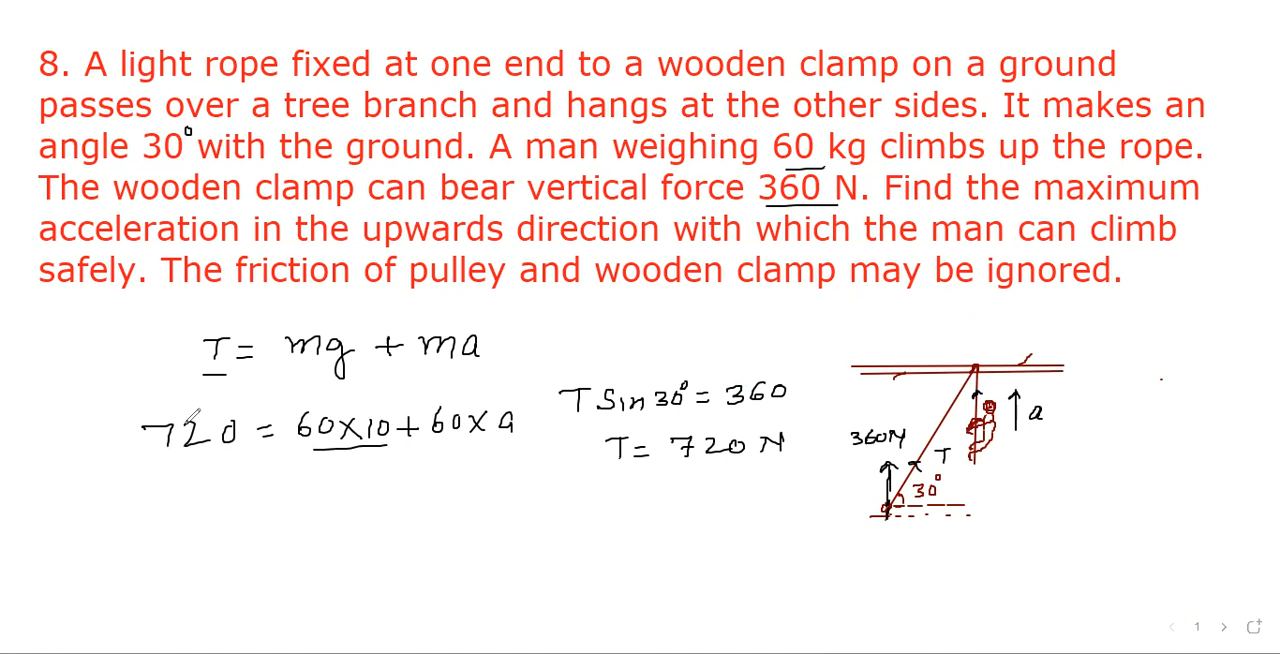 8. A light rope fixed at one end to a wooden clamp on a ground
passes over a tree branch and hangs at the other sides. It makes an
angle 30° with the ground. A man weighing 60 kg climbs up the rope.
The wooden clamp can bear vertical force 360 N. Find the maximum
acceleration in the upwards direction with which the man can climb
safely. The friction of pulley and wooden clamp may be ignored.
T = mg + ma
720 = 60×10 + 60×a
T Sin 30° = 360
T = 720 N
a
360N
T
30°
1